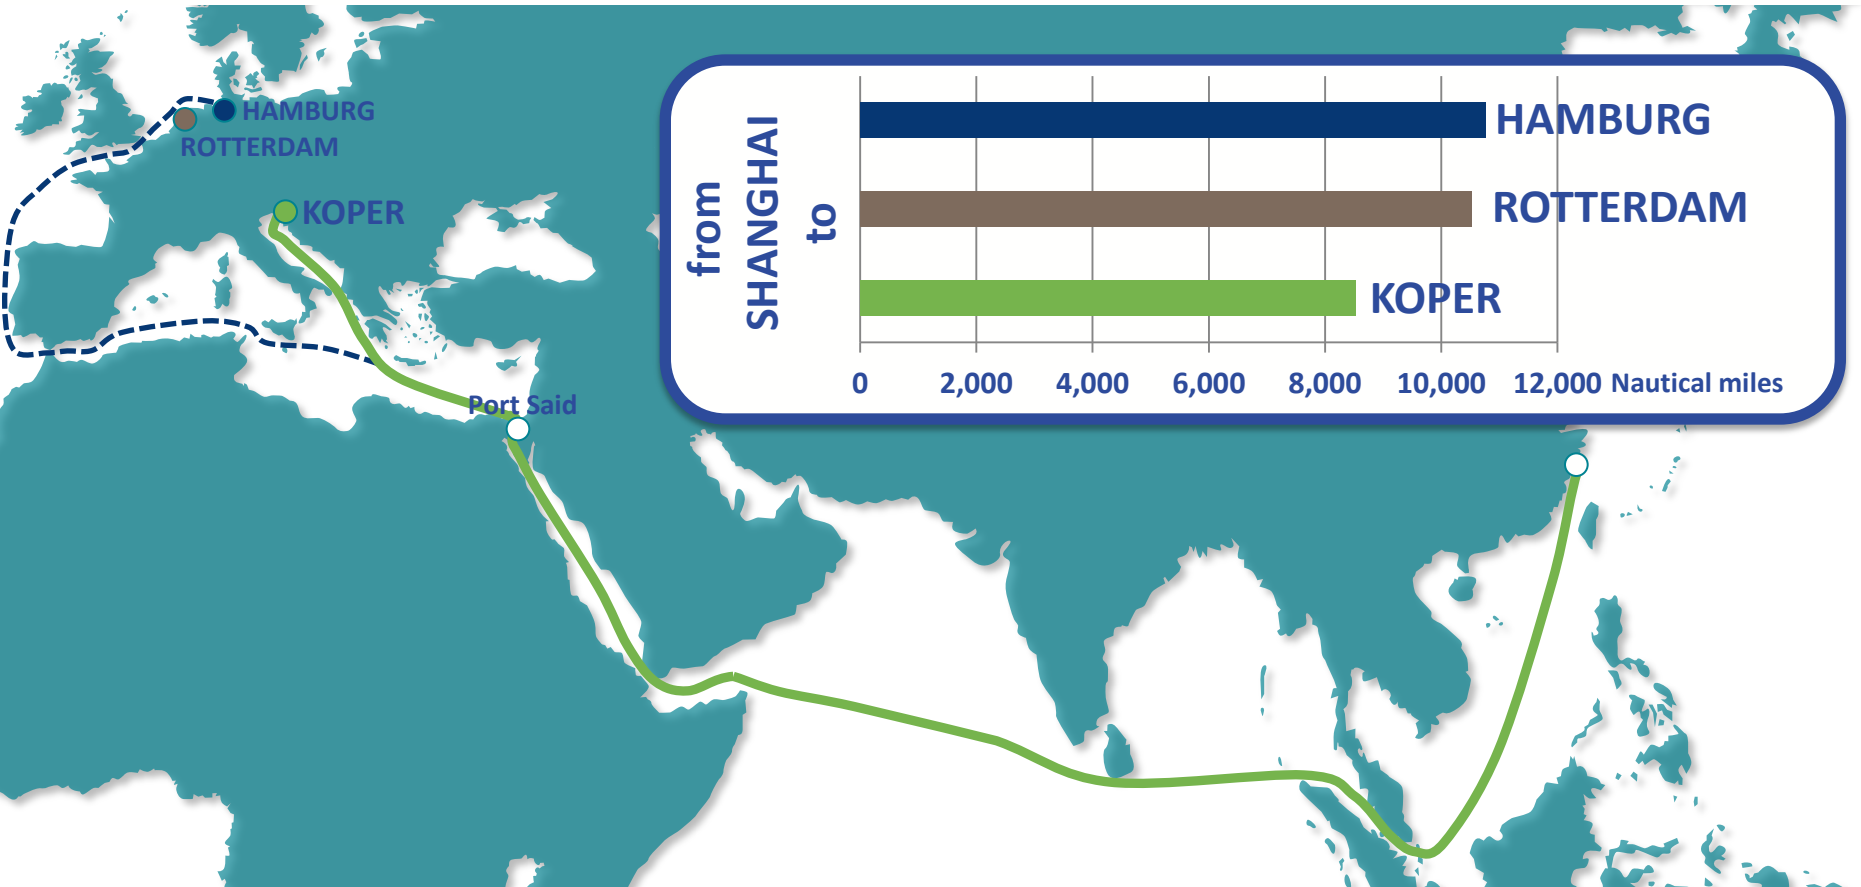 HAMBURG
ROTTERDAM
KOPER
Port Said
from
SHANGHAI
to
HAMBURG
ROTTERDAM
KOPER
0 2,000 4,000 6,000 8,000 10,000 12,000 Nautical miles